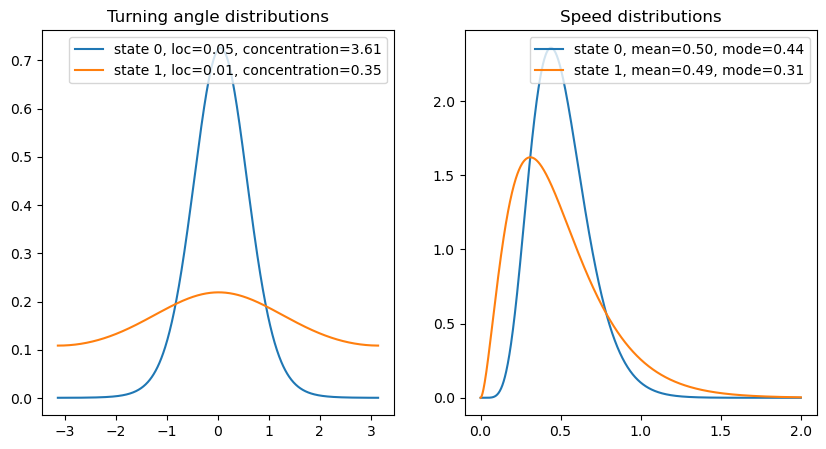 Turning angle distributions
state 0, loc=0.05, concentration=3.61
state 1, loc=0.01, concentration=0.35
0.7
0.6
0.5
0.4
0.3
0.2
0.1
0.0
−3 −2 −1 0 1 2 3
Speed distributions
state 0, mean=0.50, mode=0.44
state 1, mean=0.49, mode=0.31
2.0
1.5
1.0
0.5
0.0
0.0 0.5 1.0 1.5 2.0